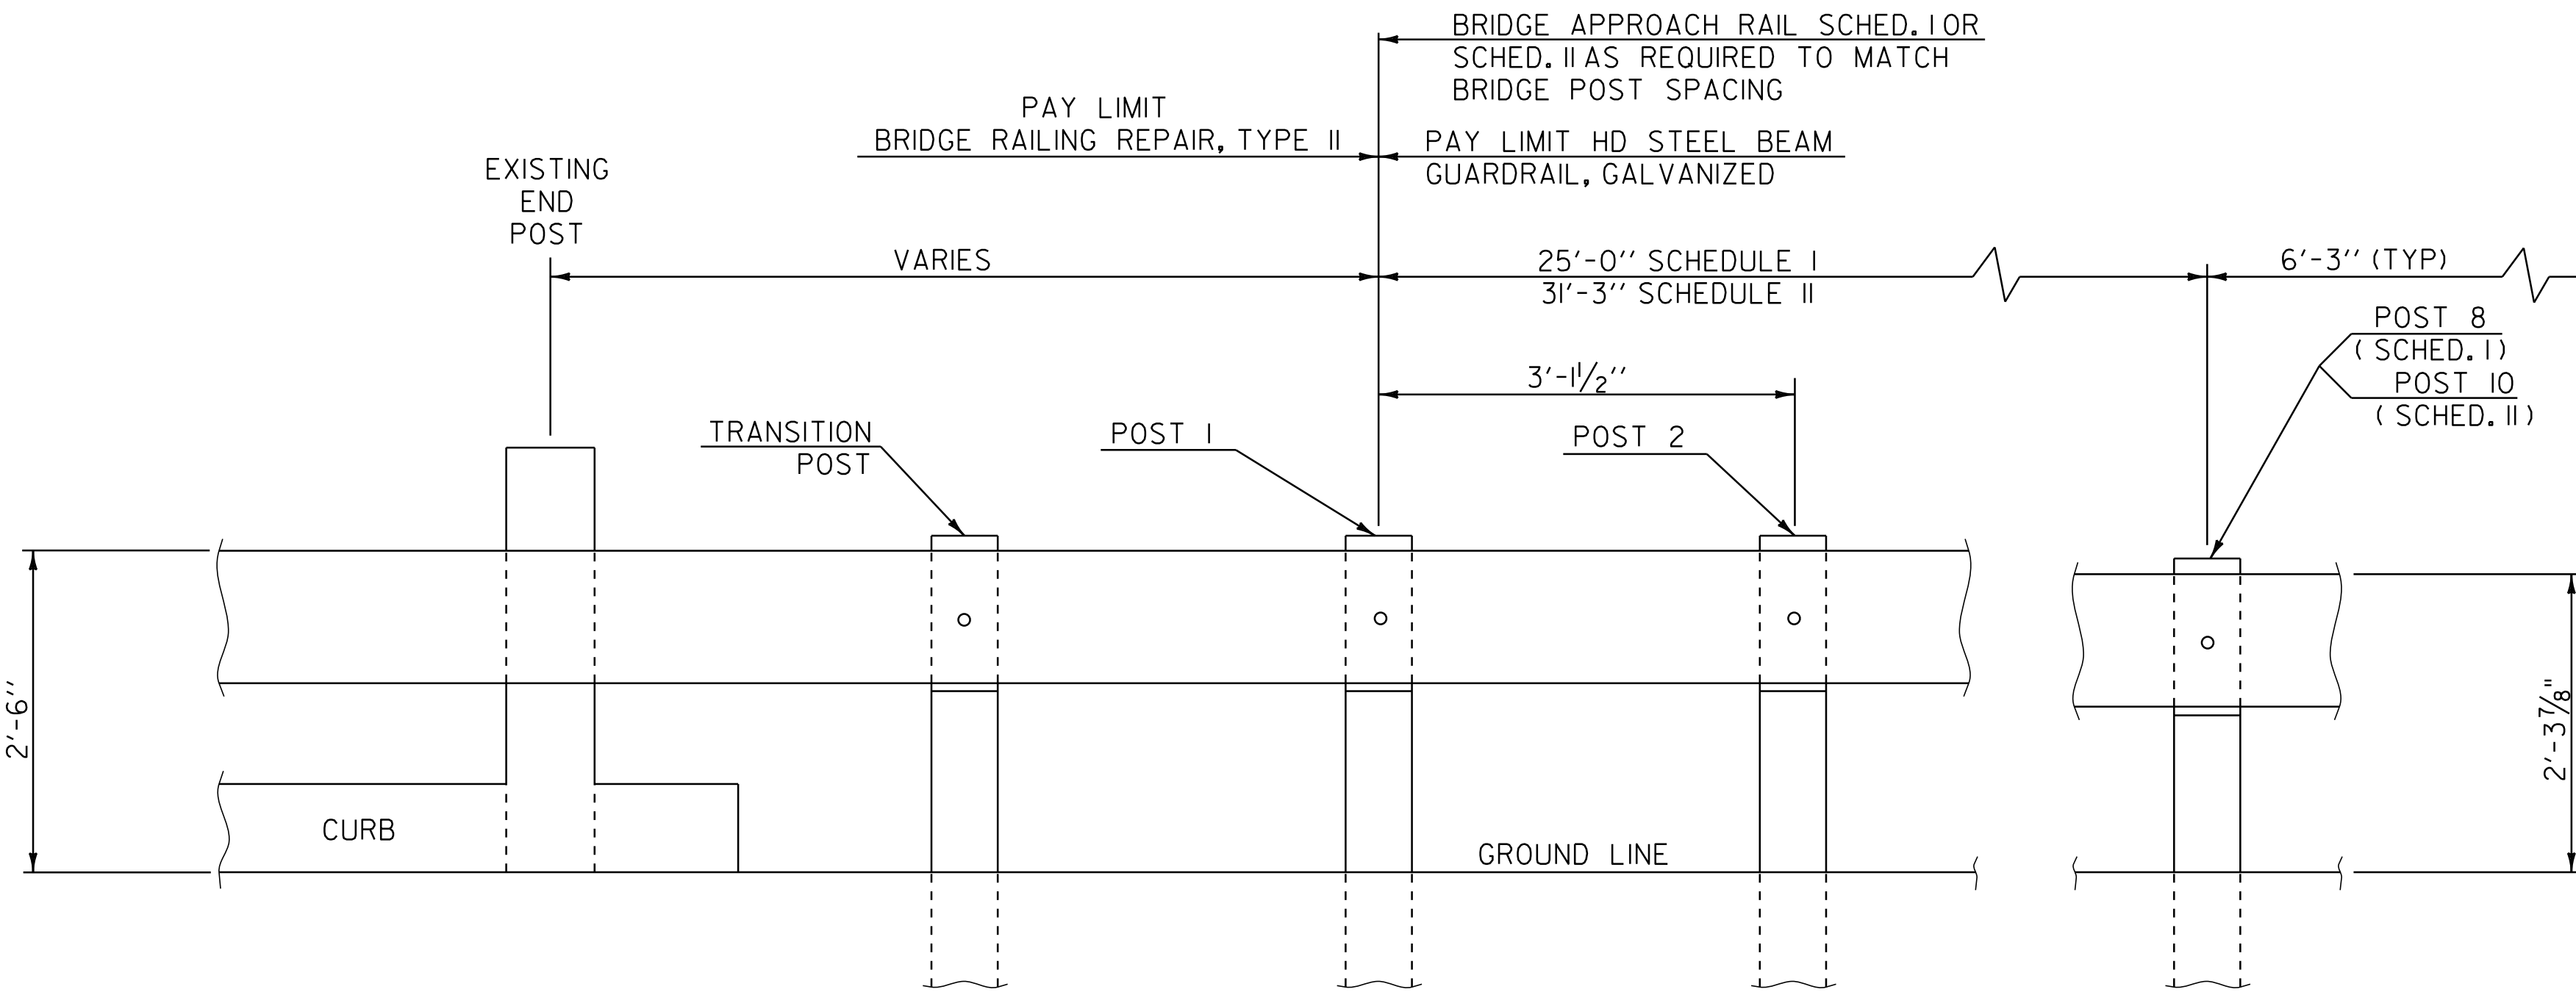 BRIDGE APPROACH RAIL SCHED. I OR
SCHED. II AS REQUIRED TO MATCH
BRIDGE POST SPACING
PAY LIMIT
BRIDGE RAILING REPAIR, TYPE II
PAY LIMIT HD STEEL BEAM
GUARDRAIL, GALVANIZED
EXISTING
END
POST
VARIES
25'-0'' SCHEDULE I
31'-3'' SCHEDULE II
6'-3'' (TYP)
POST 8
( SCHED. I )
POST 10
( SCHED. II )
3'-1 1/2''
TRANSITION
POST
POST 1
POST 2
2'-6''
2'-3 7/8"
CURB
GROUND LINE